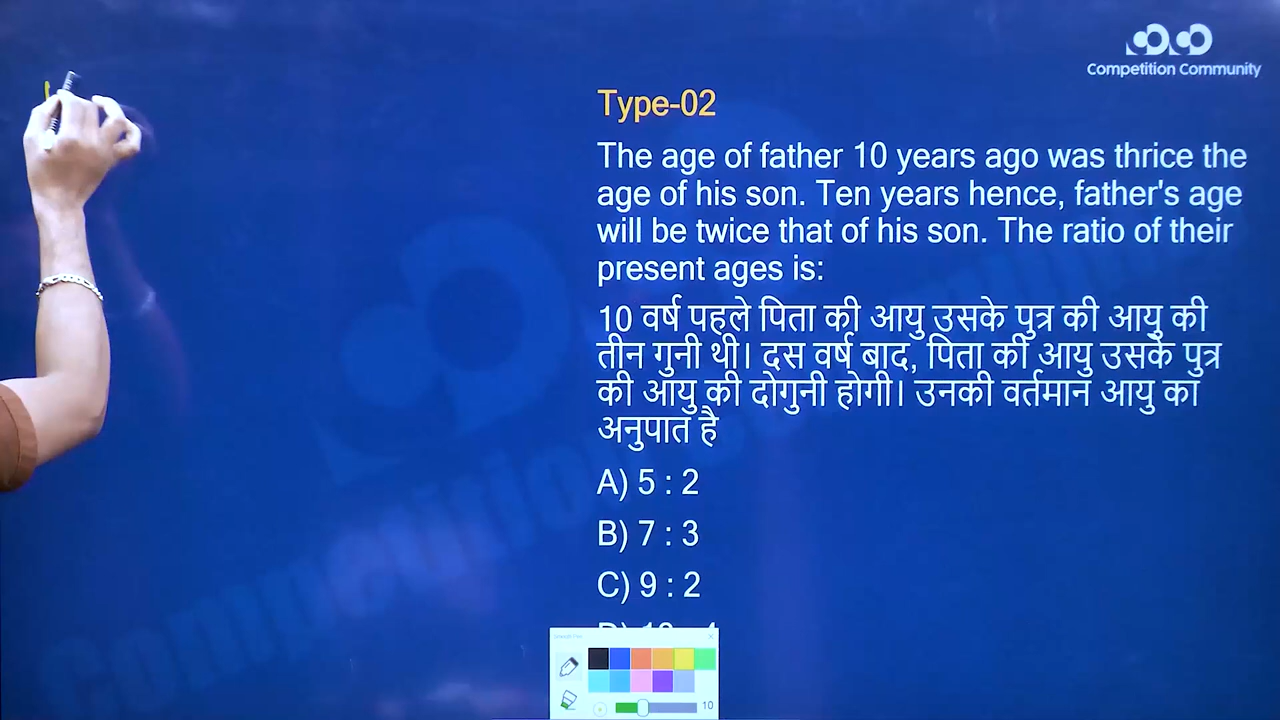 Competition Community
Type-02
The age of father 10 years ago was thrice the
age of his son. Ten years hence, father's age
will be twice that of his son. The ratio of their
present ages is:
10 वर्ष पहले पिता की आयु उसके पुत्र की आयु की
तीन गुनी थी। दस वर्ष बाद, पिता की आयु उसके पुत्र
की आयु की दोगुनी होगी। उनकी वर्तमान आयु का
अनुपात है
A) 5 : 2
B) 7 : 3
C) 9 : 2
10